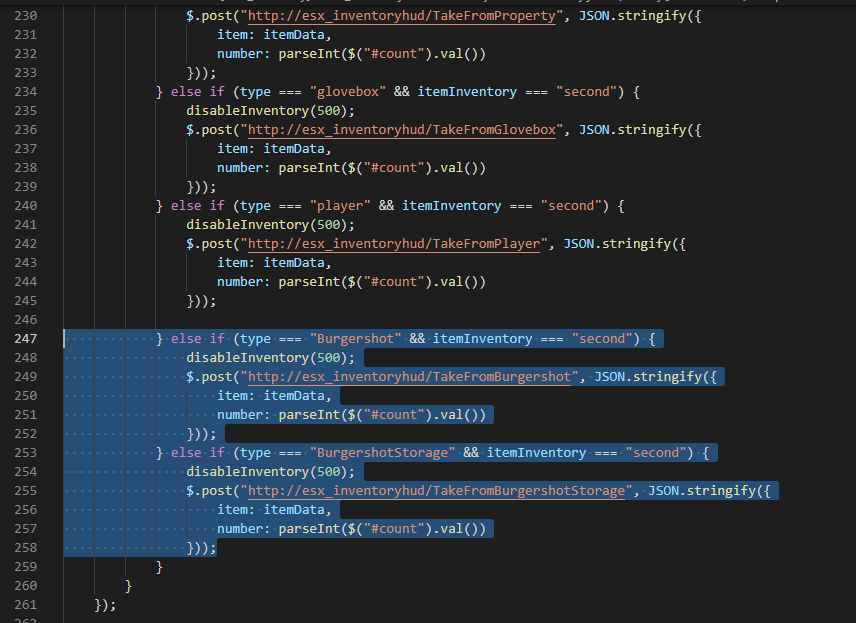 230 $.post("http://esx_inventoryhud/TakeFromProperty", JSON.stringify({
231 item: itemData,
232 number: parseInt($("#count").val())
233 }));
234 } else if (type === "glovebox" && itemInventory === "second") {
235 disableInventory(500);
236 $.post("http://esx_inventoryhud/TakeFromGlovebox", JSON.stringify({
237 item: itemData,
238 number: parseInt($("#count").val())
239 }));
240 } else if (type === "player" && itemInventory === "second") {
241 disableInventory(500);
242 $.post("http://esx_inventoryhud/TakeFromPlayer", JSON.stringify({
243 item: itemData,
244 number: parseInt($("#count").val())
245 }));
246
247 } else if (type === "Burgershot" && itemInventory === "second") {
248 disableInventory(500);
249 $.post("http://esx_inventoryhud/TakeFromBurgershot", JSON.stringify({
250 item: itemData,
251 number: parseInt($("#count").val())
252 }));
253 } else if (type === "BurgershotStorage" && itemInventory === "second") {
254 disableInventory(500);
255 $.post("http://esx_inventoryhud/TakeFromBurgershotStorage", JSON.stringify({
256 item: itemData,
257 number: parseInt($("#count").val())
258 }));
259 }
260 }
261 });